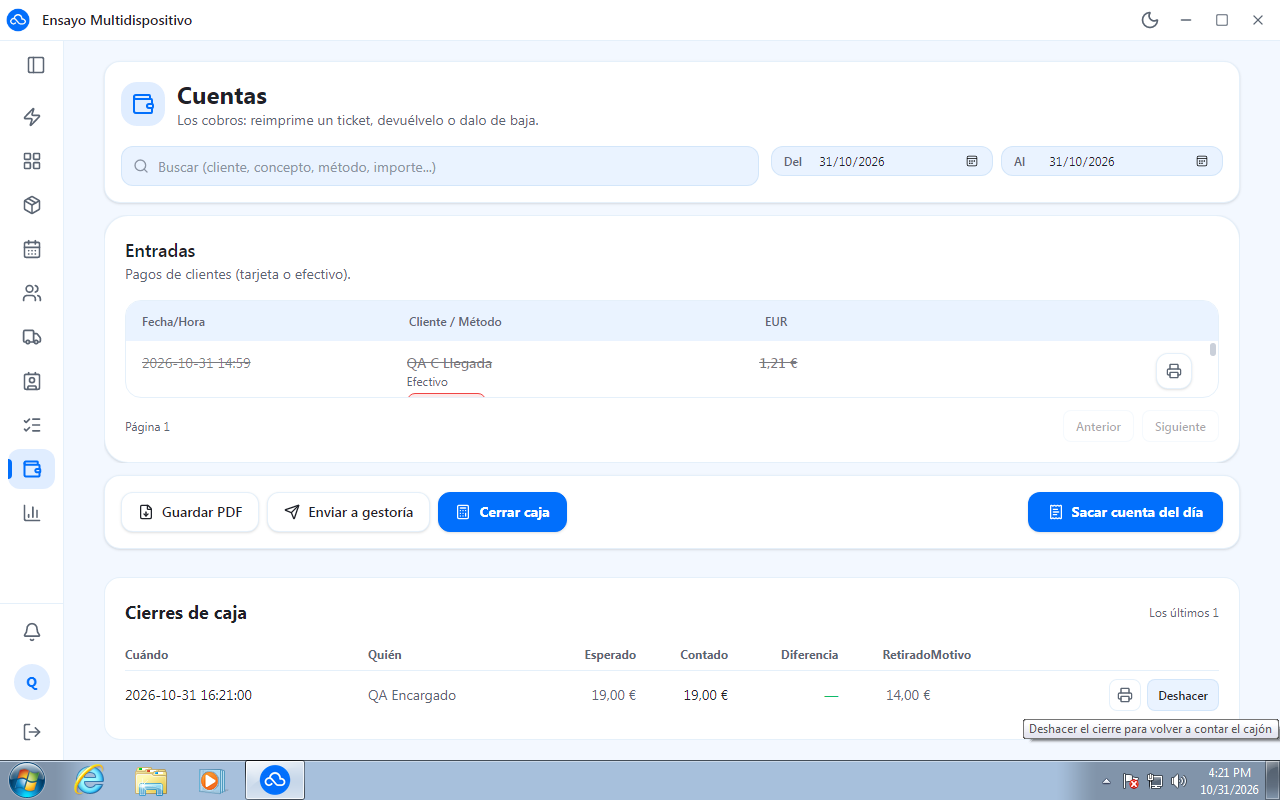 Ensayo Multidispositivo
Cuentas
Los cobros: reimprime un ticket, devuélvelo o dalo de baja.
Buscar (cliente, concepto, método, importe...)
Del 31/10/2026
Al 31/10/2026
Entradas
Pagos de clientes (tarjeta o efectivo).
Fecha/Hora Cliente / Método EUR
2026-10-31 14:59 QA C Llegada 1,21 €
Efectivo
Página 1
Anterior Siguiente
Guardar PDF Enviar a gestoría Cerrar caja Sacar cuenta del día
Cierres de caja
Los últimos 1
Cuándo Quién Esperado Contado Diferencia RetiradoMotivo
2026-10-31 16:21:00 QA Encargado 19,00 € 19,00 € — 14,00 € Deshacer
Deshacer el cierre para volver a contar el cajón
Q
4:21 PM
10/31/2026